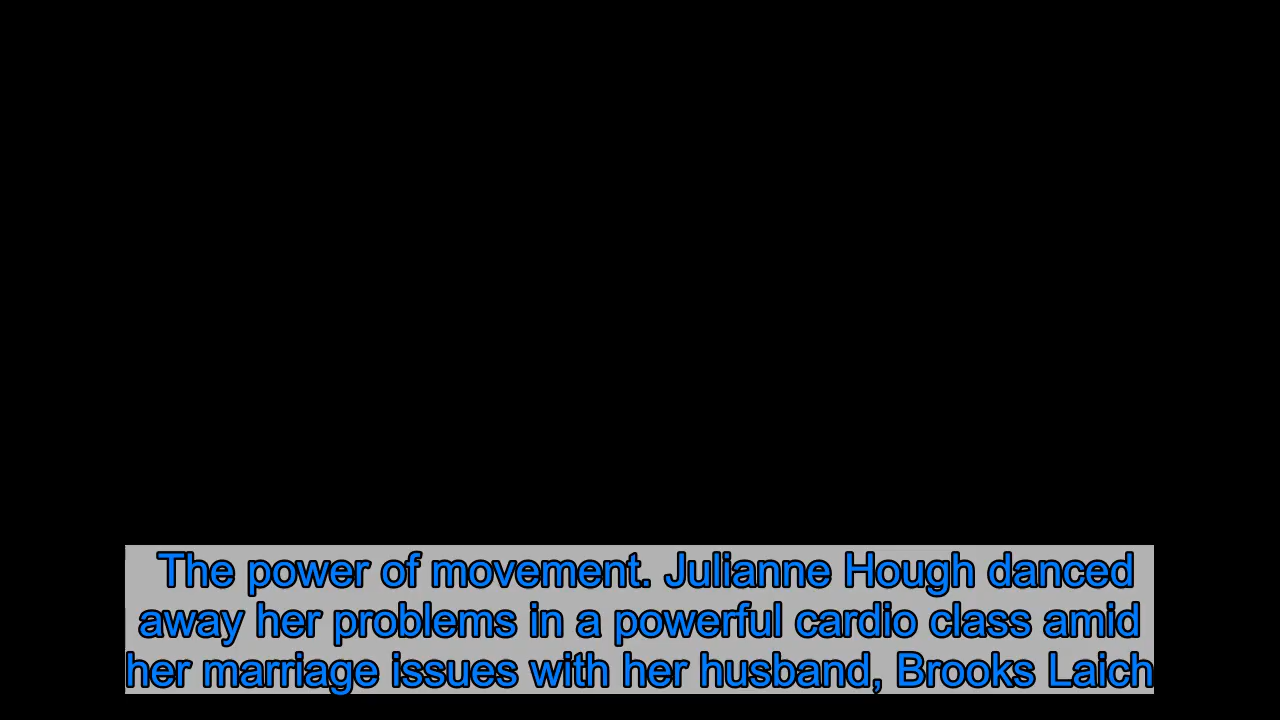 The power of movement. Julianne Hough danced
away her problems in a powerful cardio class amid
her marriage issues with her husband, Brooks Laich